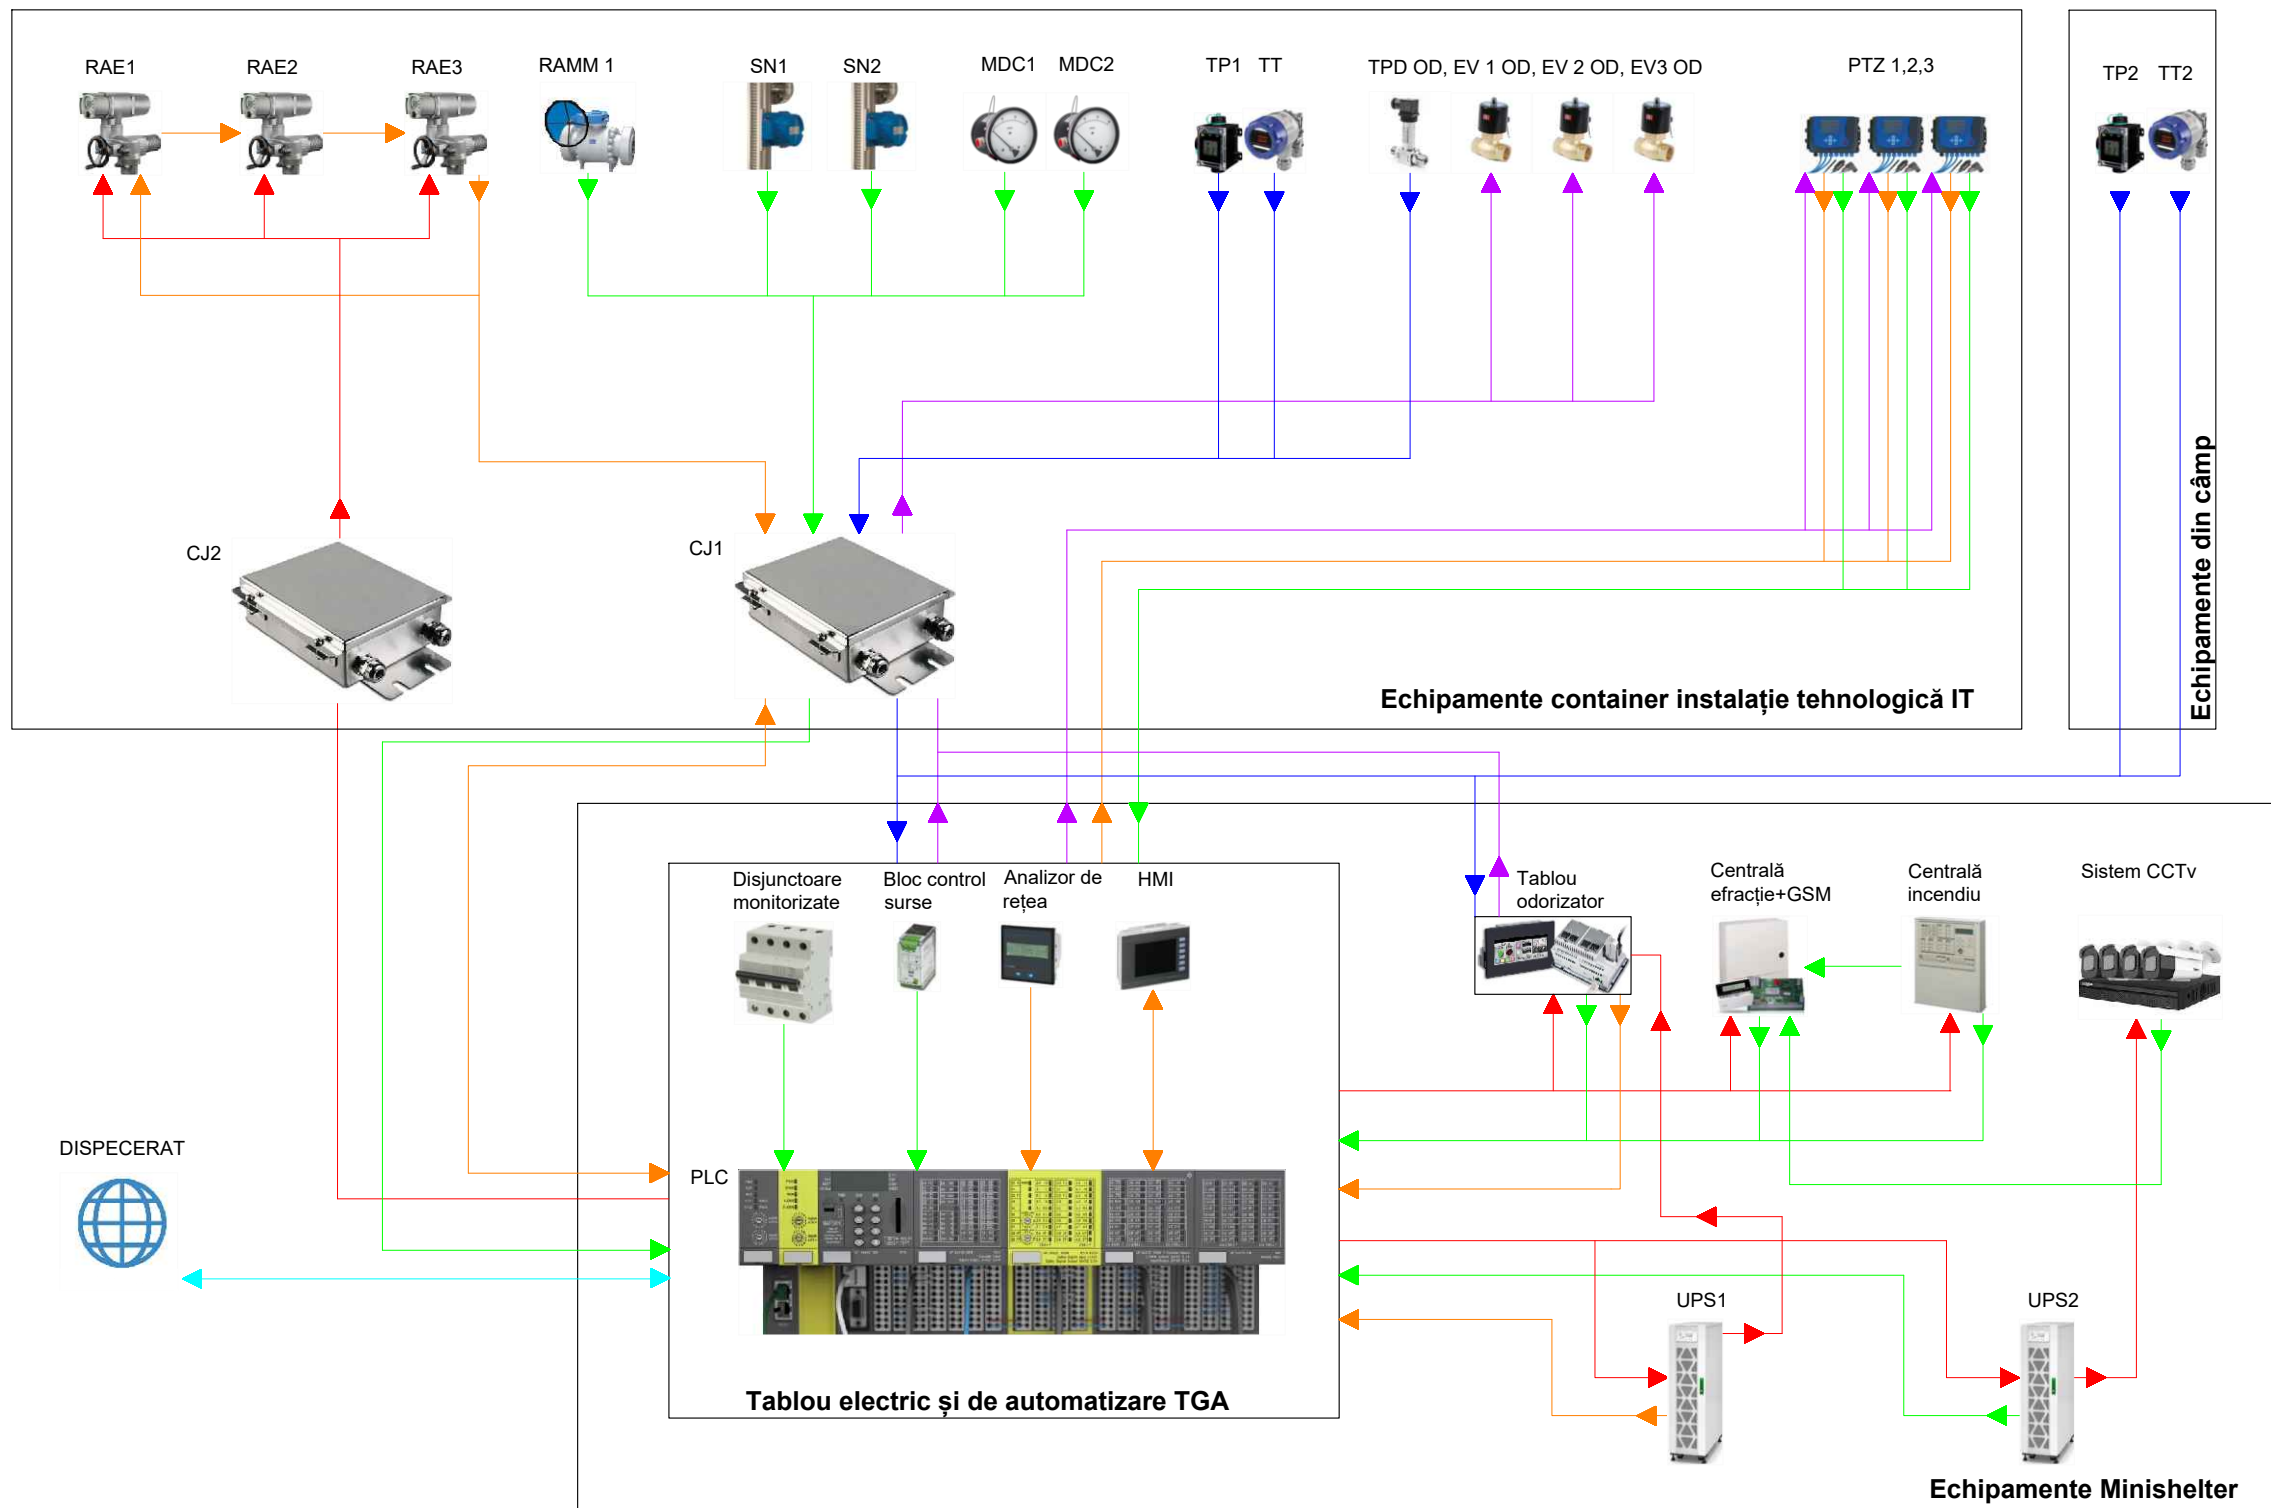 RAE1
RAE2
RAE3
RAMM 1
SN1
SN2
MDC1
MDC2
TP1
TT
TPD OD, EV 1 OD, EV 2 OD, EV3 OD
PTZ 1,2,3
TP2
TT2
CJ2
CJ1
Echipamente container instalație tehnologică IT
Echipamente din câmp
Disjunctoare
monitorizate
Bloc control
surse
Analizor de
rețea
HMI
Tablou
odorizator
Centrală
efracție+GSM
Centrală
incendiu
Sistem CCTv
DISPECERAT
PLC
UPS1
UPS2
Tablou electric și de automatizare TGA
Echipamente Minishelter